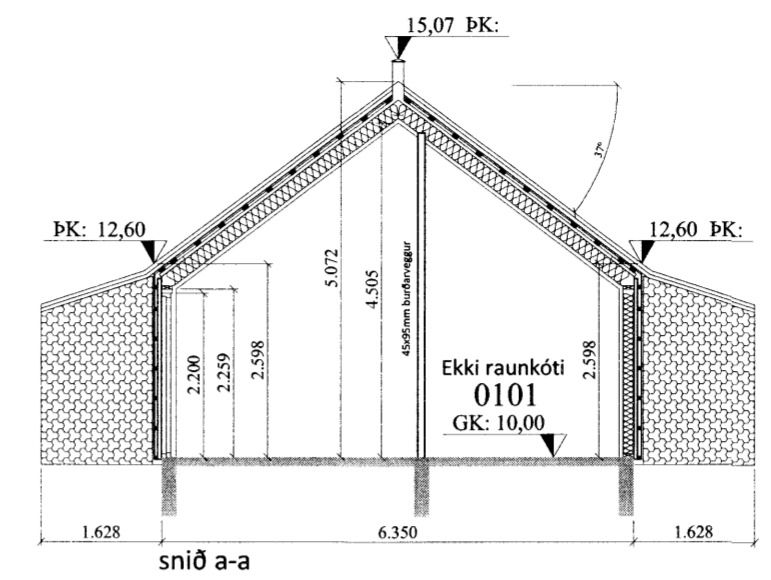 15,07 ÞK:
37°
ÞK: 12,60
12,60 ÞK:
5.072
4.505
45x95mm burðarveggur
2.200
2.259
2.598
2.598
Ekki raunkóti
0101
GK: 10,00
1.628
6.350
1.628
snið a-a